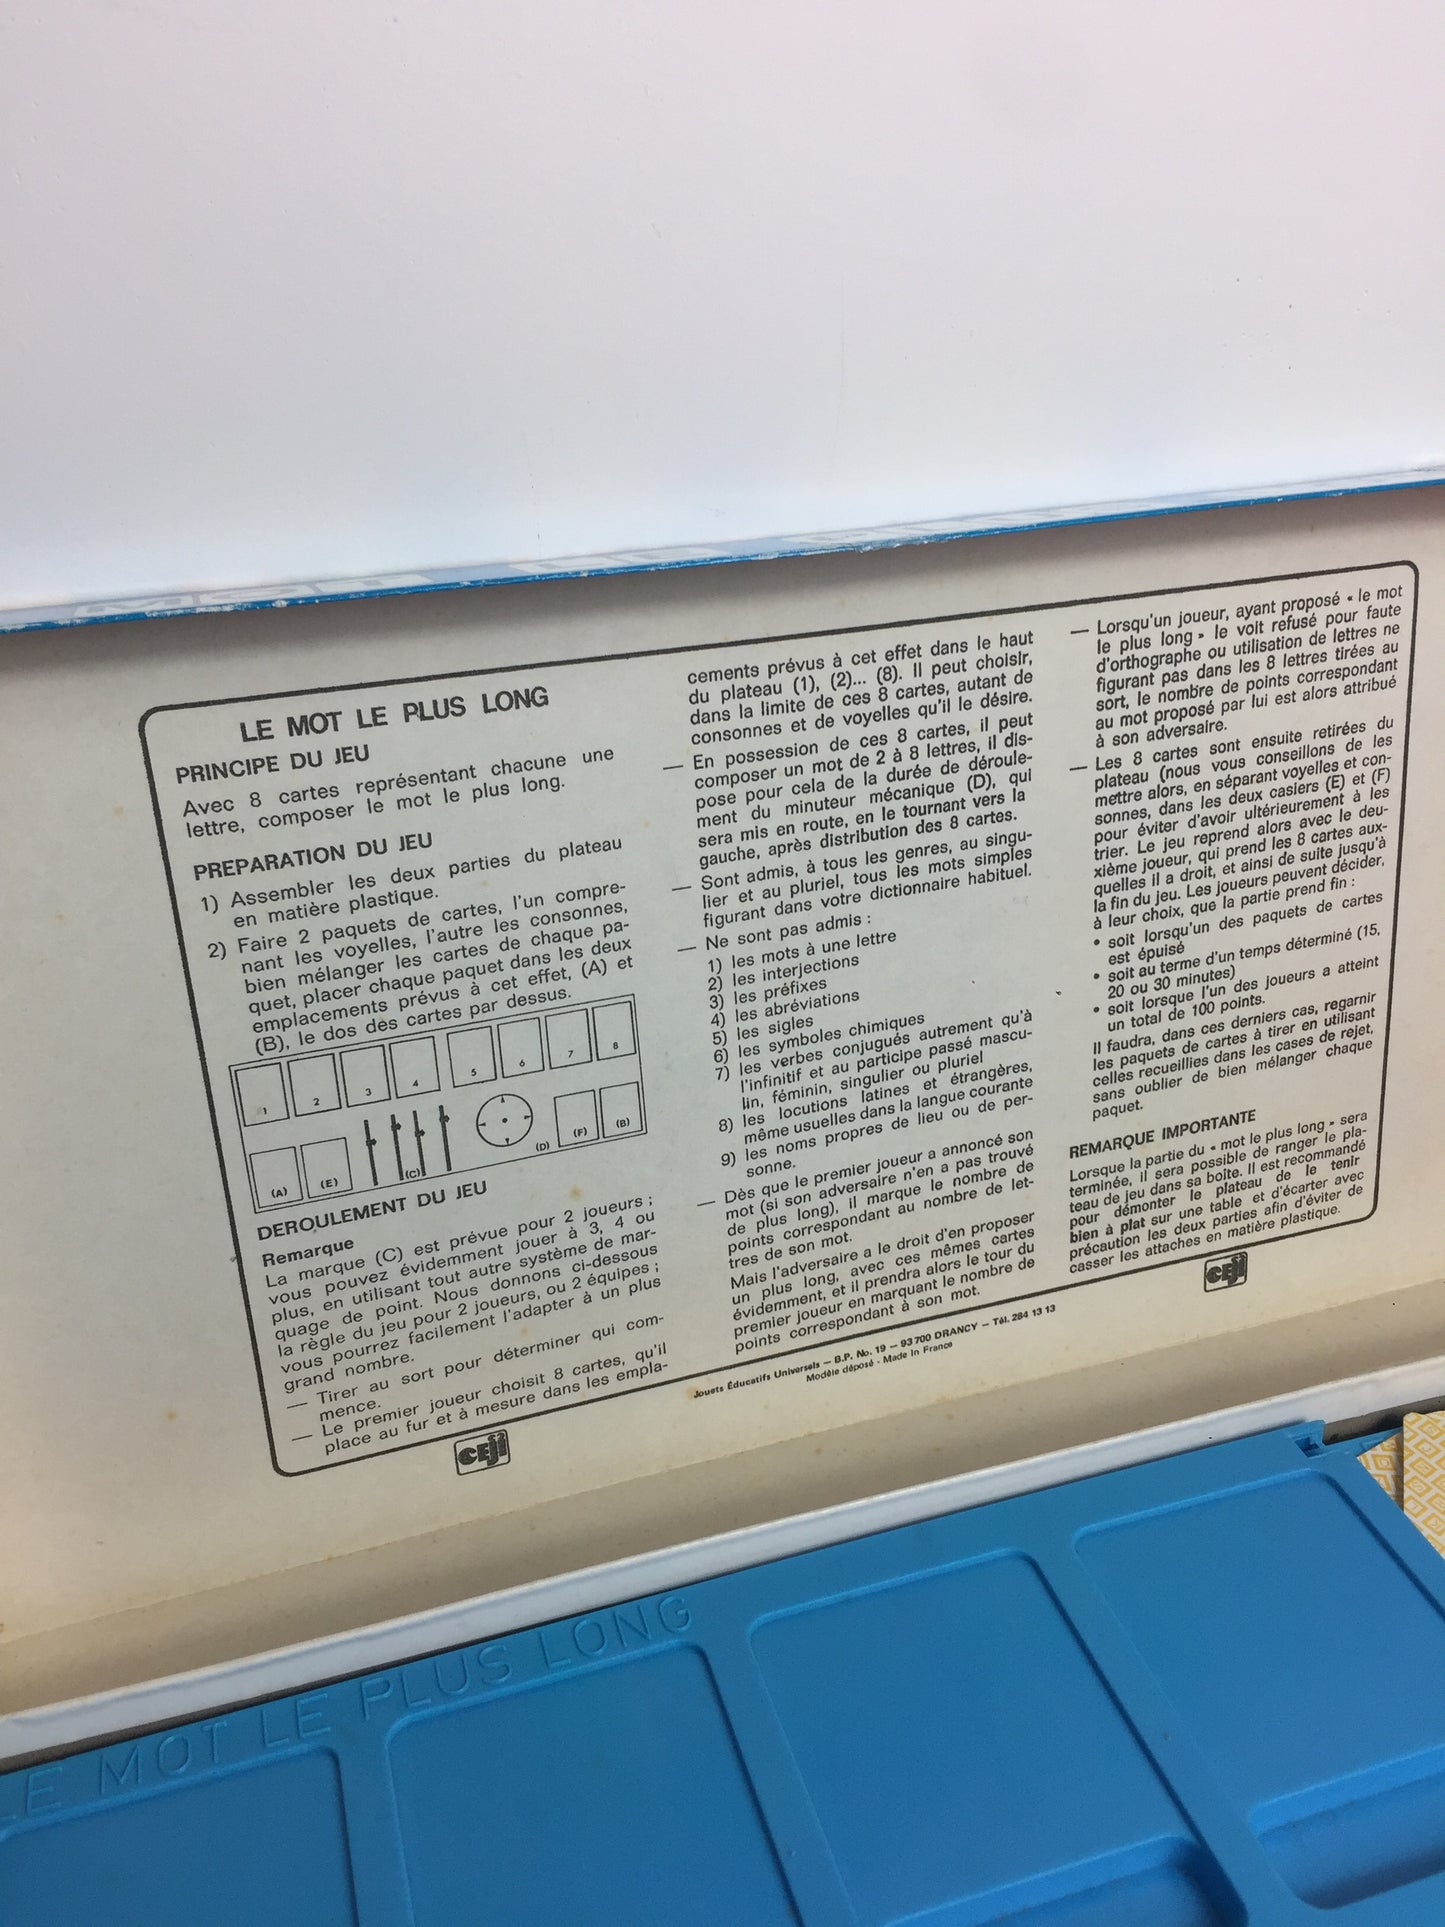 LE MOT LE PLUS LONG
PRINCIPE DU JEU
Avec 8 cartes représentant chacune une
lettre, composer le mot le plus long.
PREPARATION DU JEU
1) Assembler les deux parties du plateau
en matière plastique.
2) Faire 2 paquets de cartes, l'un compre-
nant les voyelles, l'autre les consonnes,
bien mélanger les cartes de chaque pa-
quet, placer chaque paquet dans les deux
emplacements prévus à cet effet, (A) et
(B), le dos des cartes par dessus.
1 2 3 4 5 6 7 8
(A) (E) (C) (D) (F) (B)
DEROULEMENT DU JEU
Remarque
La marque (C) est prévue pour 2 joueurs ;
vous pouvez évidemment jouer à 3, 4 ou
plus, en utilisant tout autre système de mar-
quage de point. Nous donnons ci-dessous
la règle du jeu pour 2 joueurs, ou 2 équipes ;
vous pourrez facilement l'adapter à un plus
grand nombre.
— Tirer au sort pour déterminer qui com-
mence.
— Le premier joueur choisit 8 cartes, qu'il
place au fur et à mesure dans les empla-
ceji
cements prévus à cet effet dans le haut
du plateau (1), (2)... (8). Il peut choisir,
dans la limite de ces 8 cartes, autant de
consonnes et de voyelles qu'il le désire.
— En possession de ces 8 cartes, il peut
composer un mot de 2 à 8 lettres, il dis-
pose pour cela de la durée de déroule-
ment du minuteur mécanique (D), qui
sera mis en route, en le tournant vers la
gauche, après distribution des 8 cartes.
— Sont admis, à tous les genres, au singu-
lier et au pluriel, tous les mots simples
figurant dans votre dictionnaire habituel.
— Ne sont pas admis :
1) les mots à une lettre
2) les interjections
3) les préfixes
4) les abréviations
5) les sigles
6) les symboles chimiques
7) les verbes conjugués autrement qu'à
l'infinitif et au participe passé mascu-
lin, féminin, singulier ou pluriel
8) les locutions latines et étrangères,
même usuelles dans la langue courante
9) les noms propres de lieu ou de per-
sonne.
— Dès que le premier joueur a annoncé son
mot (si son adversaire n'en a pas trouvé
de plus long), il marque le nombre de
points correspondant au nombre de let-
tres de son mot.
Mais l'adversaire a le droit d'en proposer
un plus long, avec ces mêmes cartes
évidemment, et il prendra alors le tour du
premier joueur en marquant le nombre de
points correspondant à son mot.
Jouets Éducatifs Universels — B.P. No. 19 — 93 700 DRANCY — Tél. 284 13 13
Modèle déposé - Made in France
— Lorsqu'un joueur, ayant proposé « le mot
le plus long » le voit refusé pour faute
d'orthographe ou utilisation de lettres ne
figurant pas dans les 8 lettres tirées au
sort, le nombre de points correspondant
au mot proposé par lui est alors attribué
à son adversaire.
— Les 8 cartes sont ensuite retirées du
plateau (nous vous conseillons de les
mettre alors, en séparant voyelles et con-
sonnes, dans les deux casiers (E) et (F)
pour éviter d'avoir ultérieurement à les
trier. Le jeu reprend alors avec le deu-
xième joueur, qui prend les 8 cartes aux-
quelles il a droit, et ainsi de suite jusqu'à
la fin du jeu. Les joueurs peuvent décider,
à leur choix, que la partie prend fin :
• soit lorsqu'un des paquets de cartes
est épuisé
• soit au terme d'un temps déterminé (15,
20 ou 30 minutes)
• soit lorsque l'un des joueurs a atteint
un total de 100 points.
Il faudra, dans ces derniers cas, regarnir
les paquets de cartes à tirer en utilisant
celles recueillies dans les cases de rejet,
sans oublier de bien mélanger chaque
paquet.
REMARQUE IMPORTANTE
Lorsque la partie du « mot le plus long » sera
terminée, il sera possible de ranger le pla-
teau de jeu dans sa boîte. Il est recommandé
pour démonter le plateau de le tenir
bien à plat sur une table et d'écarter avec
précaution les deux parties afin d'éviter de
casser les attaches en matière plastique.
ceji
LE MOT LE PLUS LONG